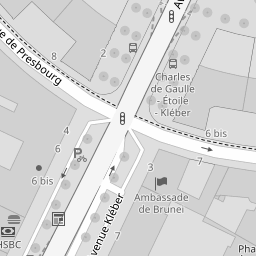 A
e de Presbourg
8
2
Charles
de Gaulle
- Étoile
- Kléber
6
4
6 bis
3
7
6 bis
Ambassade
de Brunei
7
venue Kléber
HSBC
Pha